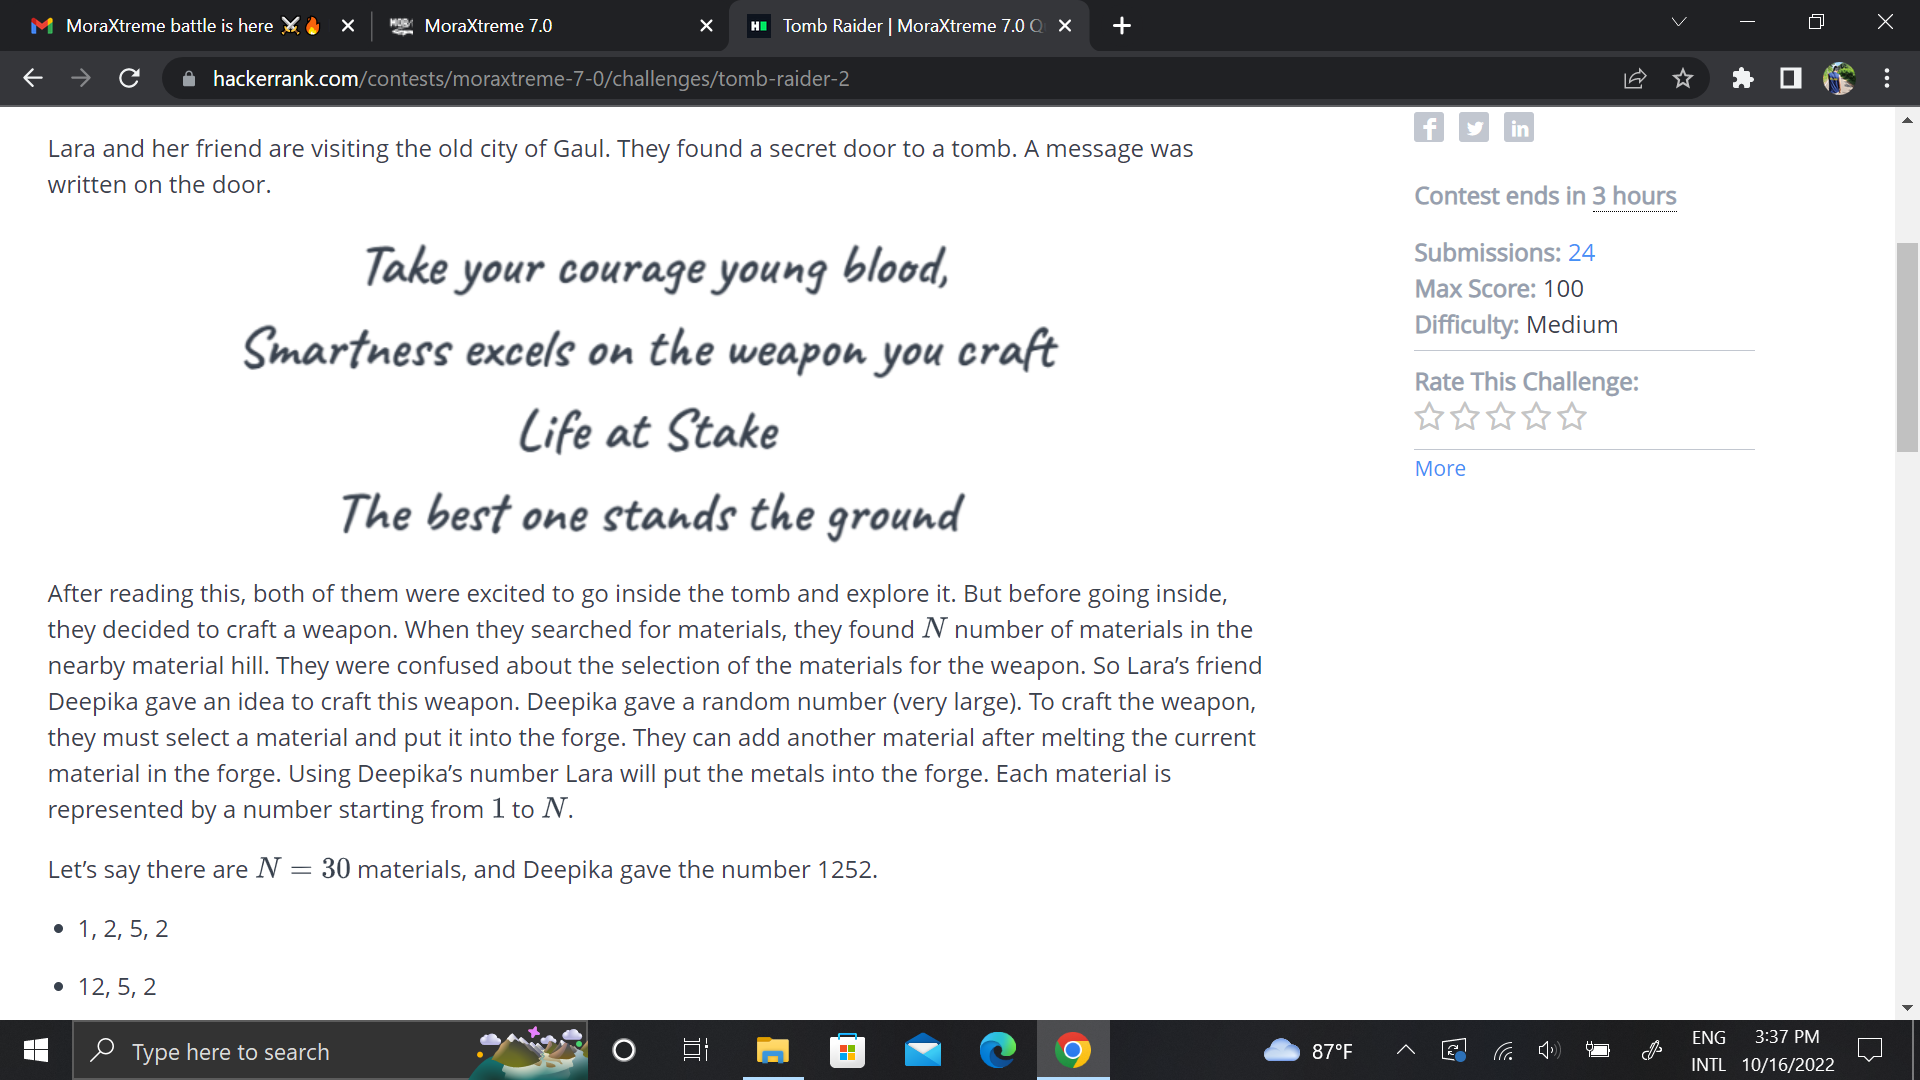 MoraXtreme battle is here ⚔🔥
MoraXtreme 7.0
Tomb Raider | MoraXtreme 7.0 Q
hackerrank.com/contests/moraxtreme-7-0/challenges/tomb-raider-2
Lara and her friend are visiting the old city of Gaul. They found a secret door to a tomb. A message was
written on the door.
Take your courage young blood,
Smartness excels on the weapon you craft
Life at Stake
The best one stands the ground
After reading this, both of them were excited to go inside the tomb and explore it. But before going inside,
they decided to craft a weapon. When they searched for materials, they found N number of materials in the
nearby material hill. They were confused about the selection of the materials for the weapon. So Lara’s friend
Deepika gave an idea to craft this weapon. Deepika gave a random number (very large). To craft the weapon,
they must select a material and put it into the forge. They can add another material after melting the current
material in the forge. Using Deepika’s number Lara will put the metals into the forge. Each material is
represented by a number starting from 1 to N.
Let’s say there are N = 30 materials, and Deepika gave the number 1252.
• 1, 2, 5, 2
• 12, 5, 2
Contest ends in 3 hours
Submissions: 24
Max Score: 100
Difficulty: Medium
Rate This Challenge:
More
Type here to search
87°F
ENG
INTL
3:37 PM
10/16/2022